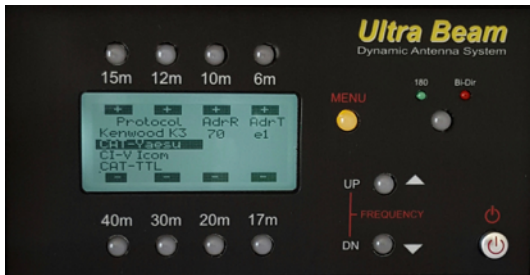 Ultra Beam
Dynamic Antenna System
15m 12m 10m 6m
180 Bi-Dir
MENU
+ + + +
Protocol AdrR AdrT
Kenwood K3 70 e1
CAT-Yaesu
CI-V Icom
CAT-TTL
- - - -
UP
FREQUENCY
DN
40m 30m 20m 17m